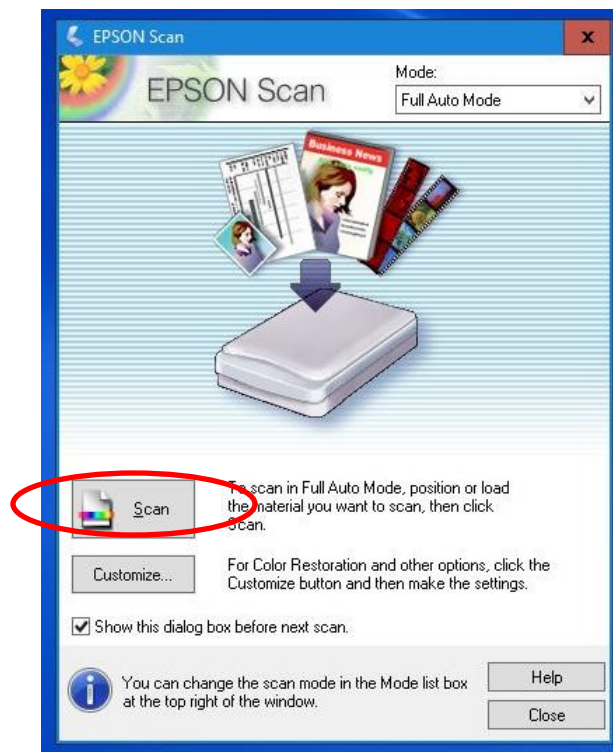 EPSON Scan
x
EPSON Scan
Mode:
Full Auto Mode
Business News
Scan
To scan in Full Auto Mode, position or load
the material you want to scan, then click
Scan.
Customize...
For Color Restoration and other options, click the
Customize button and then make the settings.
Show this dialog box before next scan.
You can change the scan mode in the Mode list box
at the top right of the window.
Help
Close